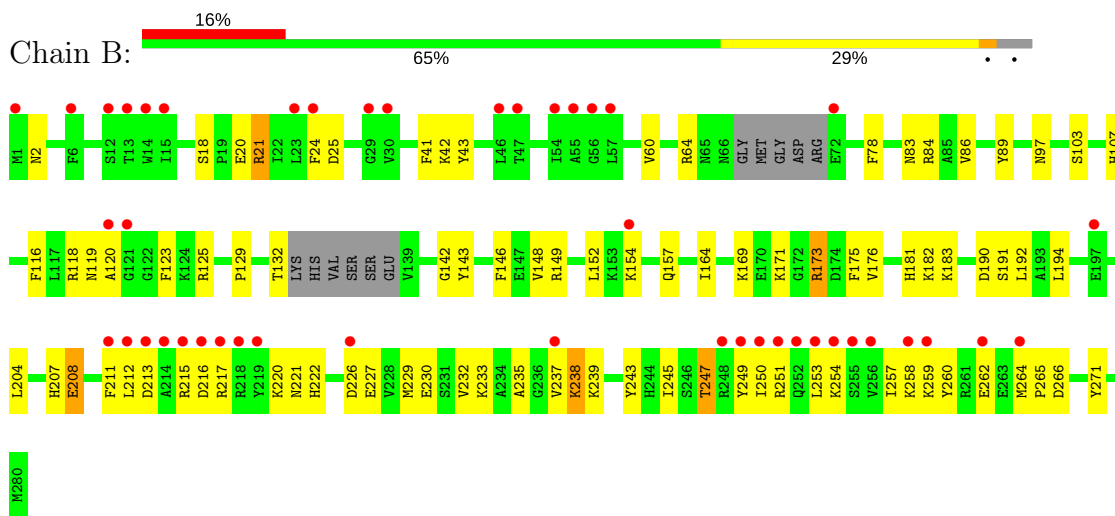 16%
Chain B:
65% 29% • •
M1 N2 F6 S12 T13 W14 I15 S18 P19 E20 R21 I22 L23 F24 D25 G29 V30 F41 K42 Y43 L46 T47 I54 A55 G56 L57 V60 R64 N65 N66 GLY MET GLY ASP ARG E72 F78 N83 R84 A85 V86 Y89 N97 S103 H107
F116 L117 R118 N119 A120 G121 G122 F123 K124 R125 P129 T132 LYS HIS VAL SER SER GLU V139 G142 Y143 F146 E147 V148 R149 L152 K153 K154 Q157 I164 K169 E170 K171 G172 R173 D174 F175 V176 H181 K182 K183 D190 S191 L192 A193 L194 E197
L204 H207 E208 F211 L212 D213 A214 R215 D216 R217 R218 Y219 K220 N221 H222 D226 E227 V228 M229 E230 S231 V232 K233 A234 A235 G236 V237 K238 K239 Y243 H244 I245 S246 T247 R248 Y249 I250 R251 Q252 L253 K254 S255 V256 I257 K258 K259 Y260 R261 E262 E263 M264 P265 D266 Y271
M280